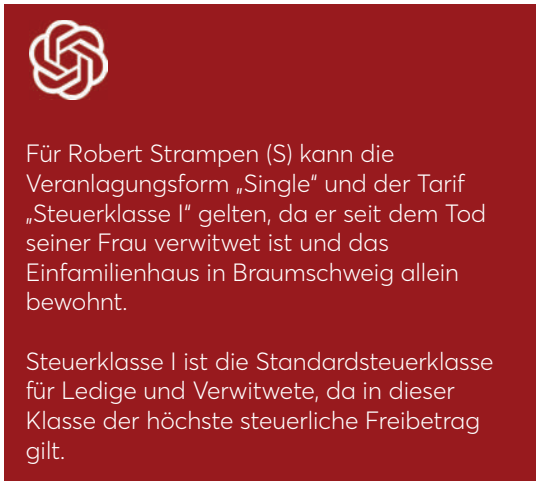 Für Robert Strampen (S) kann die
Veranlagungsform „Single“ und der Tarif
„Steuerklasse I“ gelten, da er seit dem Tod
seiner Frau verwitwet ist und das
Einfamilienhaus in Braumschweig allein
bewohnt.
Steuerklasse I ist die Standardsteuerklasse
für Ledige und Verwitwete, da in dieser
Klasse der höchste steuerliche Freibetrag
gilt.